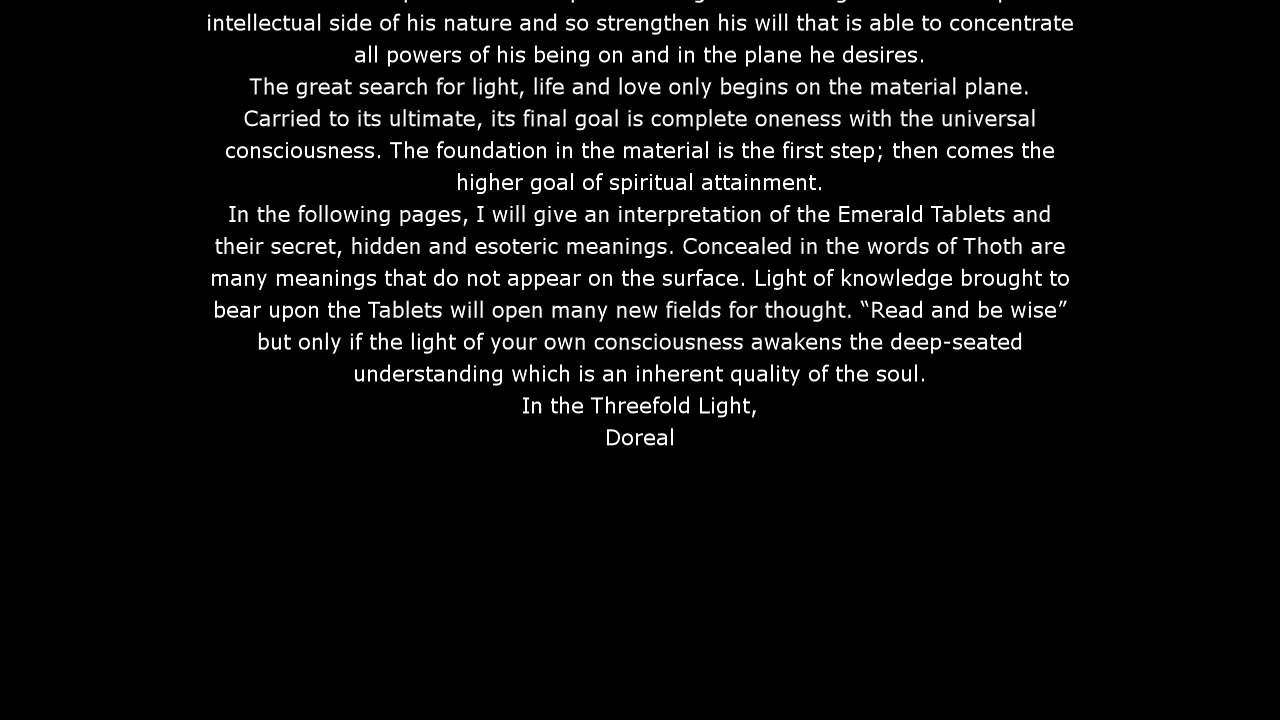 intellectual side of his nature and so strengthen his will that is able to concentrate
all powers of his being on and in the plane he desires.
The great search for light, life and love only begins on the material plane.
Carried to its ultimate, its final goal is complete oneness with the universal
consciousness. The foundation in the material is the first step; then comes the
higher goal of spiritual attainment.
In the following pages, I will give an interpretation of the Emerald Tablets and
their secret, hidden and esoteric meanings. Concealed in the words of Thoth are
many meanings that do not appear on the surface. Light of knowledge brought to
bear upon the Tablets will open many new fields for thought. “Read and be wise”
but only if the light of your own consciousness awakens the deep-seated
understanding which is an inherent quality of the soul.
In the Threefold Light,
Doreal